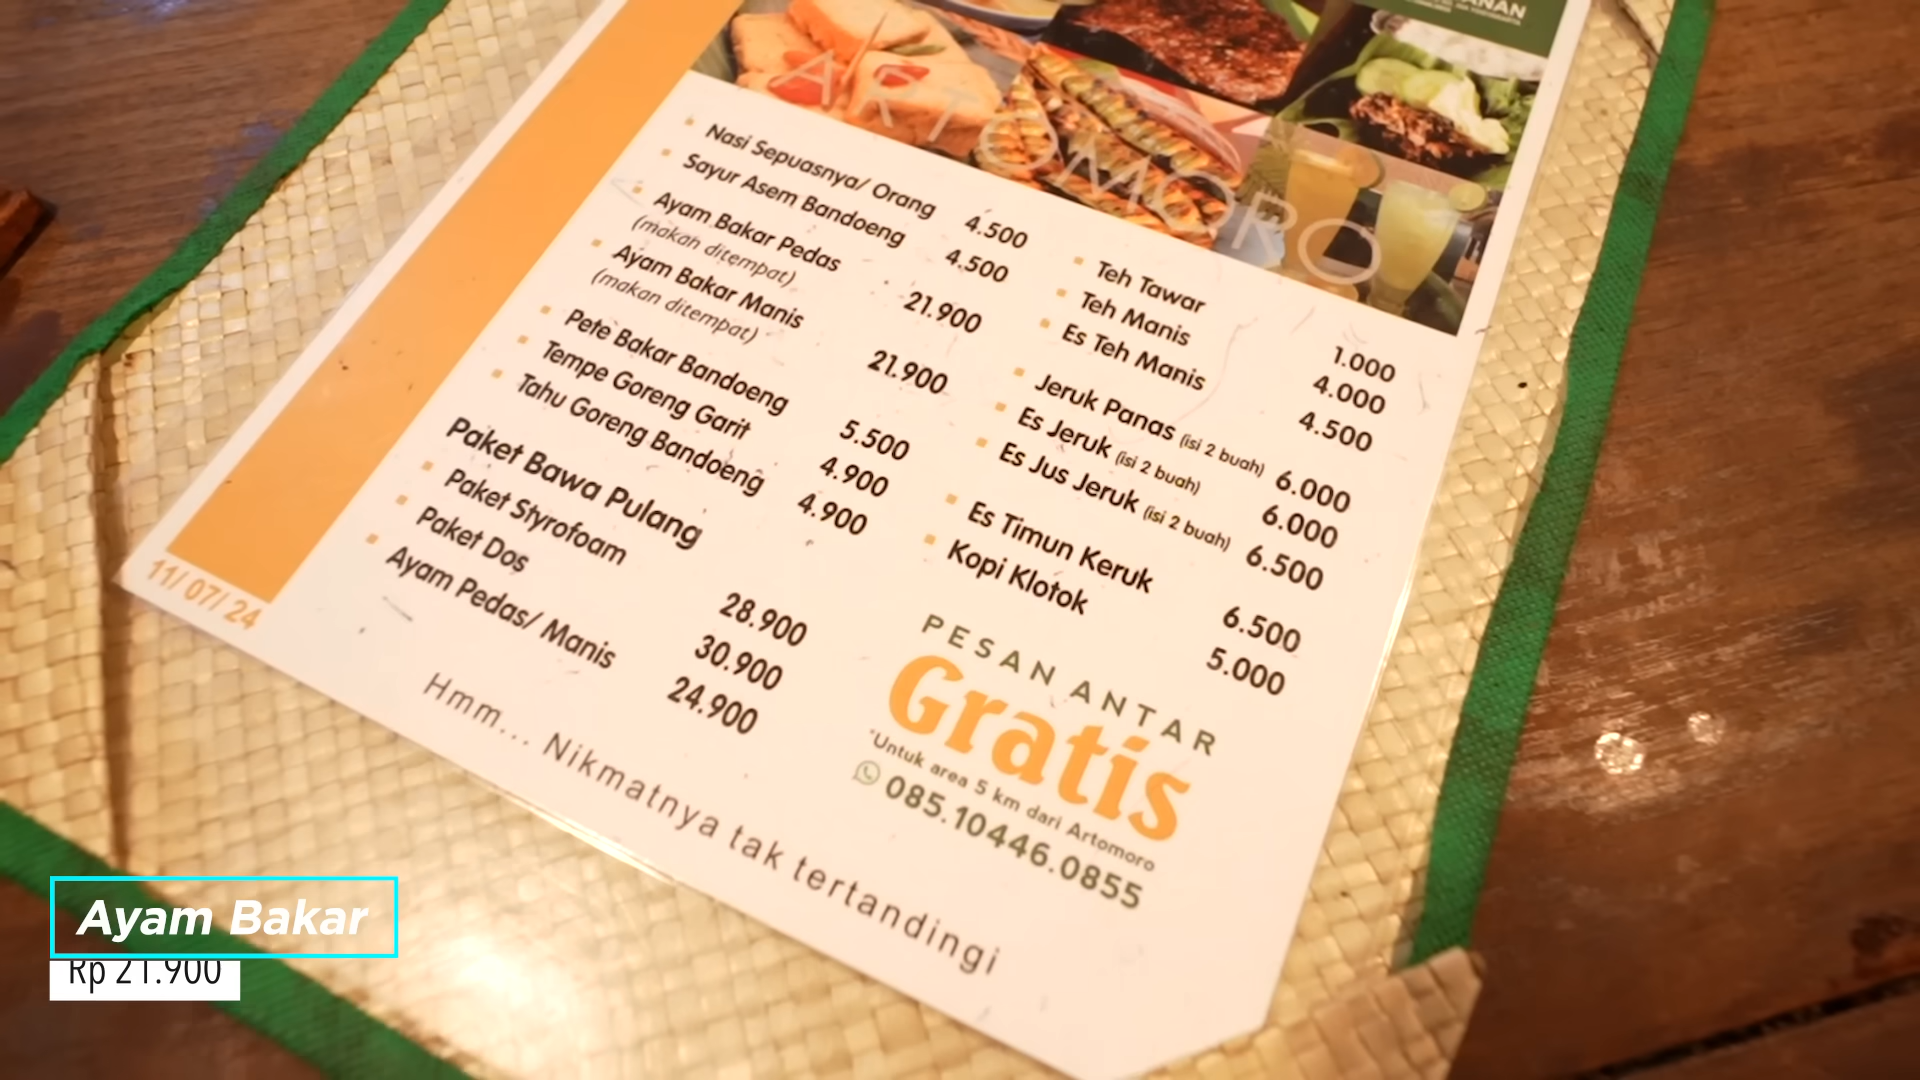 ARTOMORO
Nasi Sepuasnya/ Orang 4.500
Sayur Asem Bandoeng 4.500
Ayam Bakar Pedas 21.900
(makan ditempat)
Ayam Bakar Manis 21.900
(makan ditempat)
Pete Bakar Bandoeng 5.500
Tempe Goreng Garit 4.900
Tahu Goreng Bandoeng 4.900
Paket Bawa Pulang
Paket Styrofoam 28.900
Paket Dos 30.900
Ayam Pedas/ Manis 24.900
Teh Tawar 1.000
Teh Manis 4.000
Es Teh Manis 4.500
Jeruk Panas (isi 2 buah) 6.000
Es Jeruk (isi 2 buah) 6.000
Es Jus Jeruk (isi 2 buah) 6.500
Es Timun Keruk 6.500
Kopi Klotok 5.000
PESAN ANTAR
Gratis
*Untuk area 5 km dari Artomoro
085.10446.0855
11/ 07/ 24
Hmm... Nikmatnya tak tertandingi
Ayam Bakar
Rp 21.900